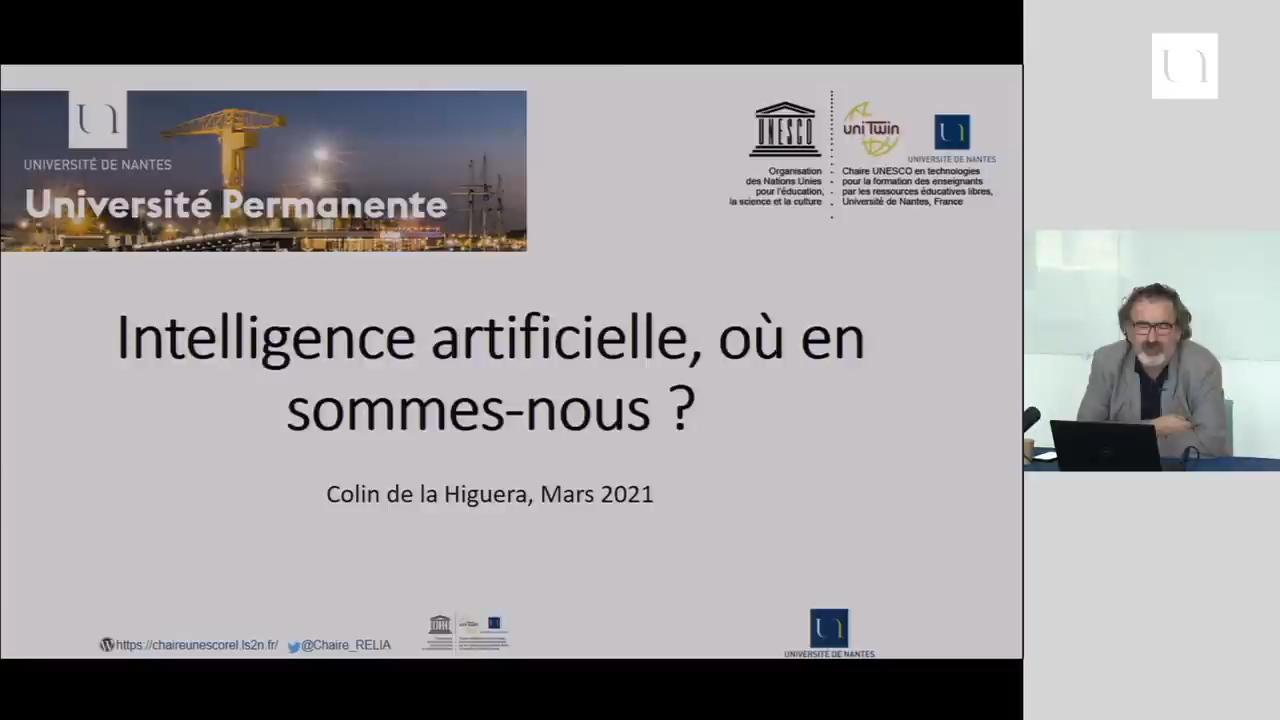 UNIVERSITÉ DE NANTES
Université Permanente
UNESCO
Organisation
des Nations Unies
pour l'éducation,
la science et la culture
uniTwin
UNIVERSITÉ DE NANTES
Chaire UNESCO en technologies
pour la formation des enseignants
par les ressources éducatives libres,
Université de Nantes, France
Intelligence artificielle, où en
sommes-nous ?
Colin de la Higuera, Mars 2021
https://chaireunescorel.ls2n.fr/
@Chaire_RELIA
UNIVERSITÉ DE NANTES